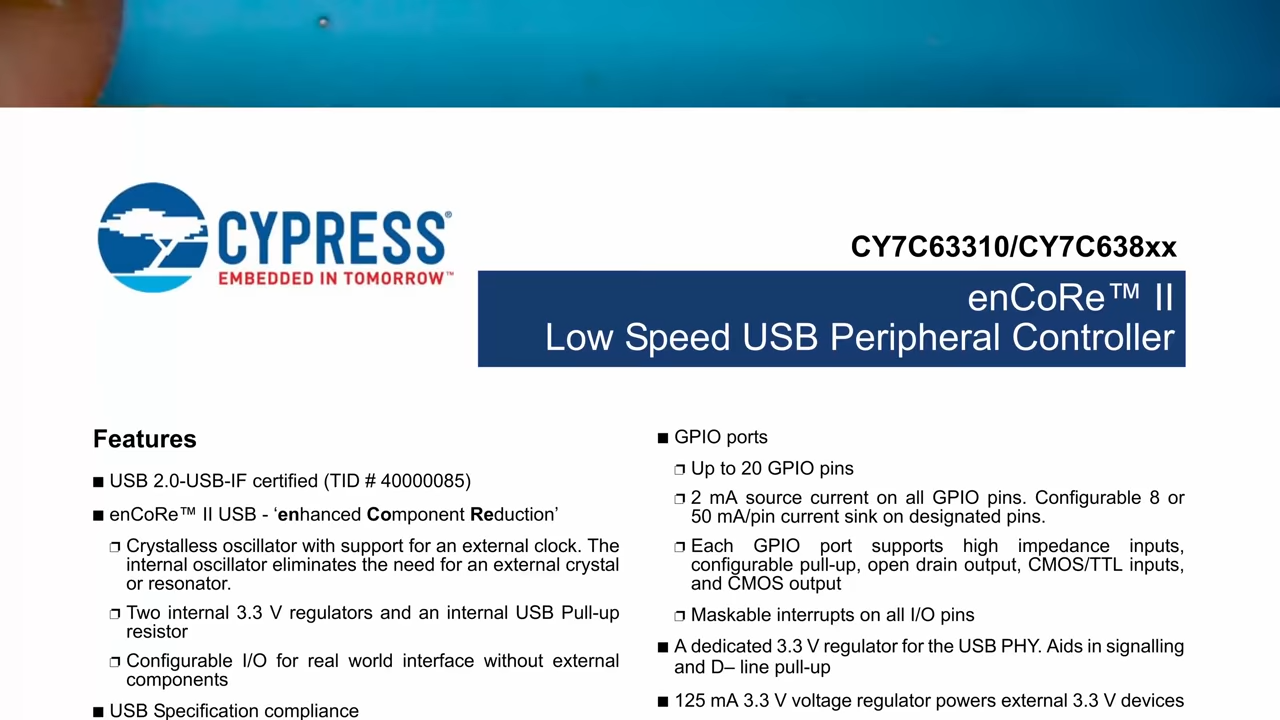 CYPRESS®
EMBEDDED IN TOMORROW™
CY7C63310/CY7C638xx
enCoRe™ II
Low Speed USB Peripheral Controller
Features
■ USB 2.0-USB-IF certified (TID # 40000085)
■ enCoRe™ II USB - ‘enhanced Component Reduction’
❐ Crystalless oscillator with support for an external clock. The
internal oscillator eliminates the need for an external crystal
or resonator.
❐ Two internal 3.3 V regulators and an internal USB Pull-up
resistor
❐ Configurable I/O for real world interface without external
components
■ USB Specification compliance
■ GPIO ports
❐ Up to 20 GPIO pins
❐ 2 mA source current on all GPIO pins. Configurable 8 or
50 mA/pin current sink on designated pins.
❐ Each GPIO port supports high impedance inputs,
configurable pull-up, open drain output, CMOS/TTL inputs,
and CMOS output
❐ Maskable interrupts on all I/O pins
■ A dedicated 3.3 V regulator for the USB PHY. Aids in signalling
and D– line pull-up
■ 125 mA 3.3 V voltage regulator powers external 3.3 V devices